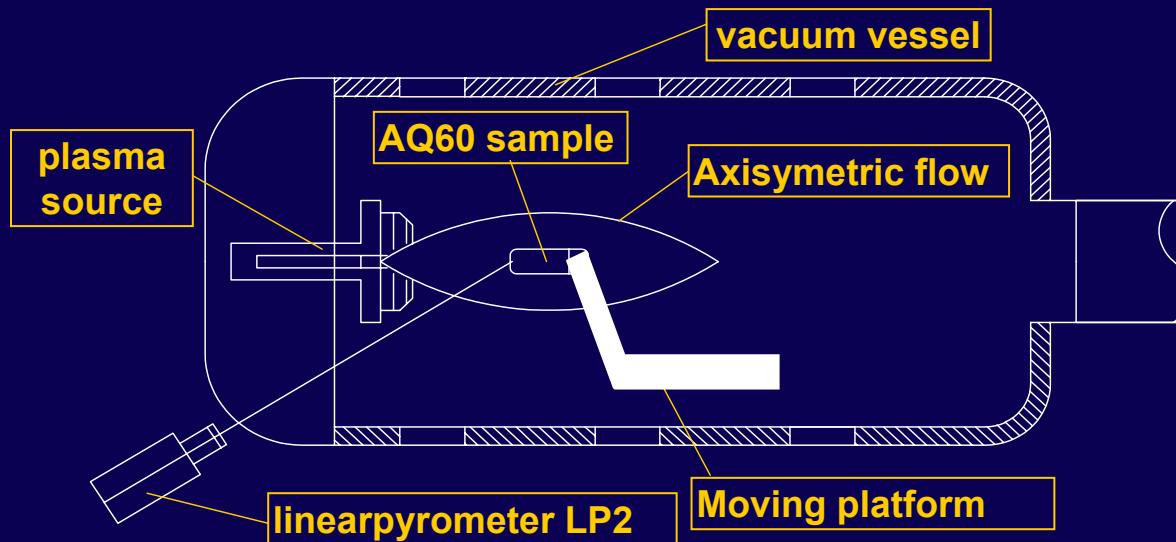 vacuum vessel
AQ60 sample
plasma
source
Axisymetric flow
Moving platform
linearpyrometer LP2